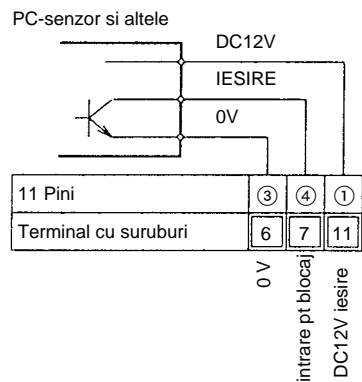 PC-senzor si altele
DC12V
IESIRE
0V
11 Pini ③ ④ ①
Terminal cu suruburi 6 7 11
0 V
intrare pt blocaj
DC12V iesire